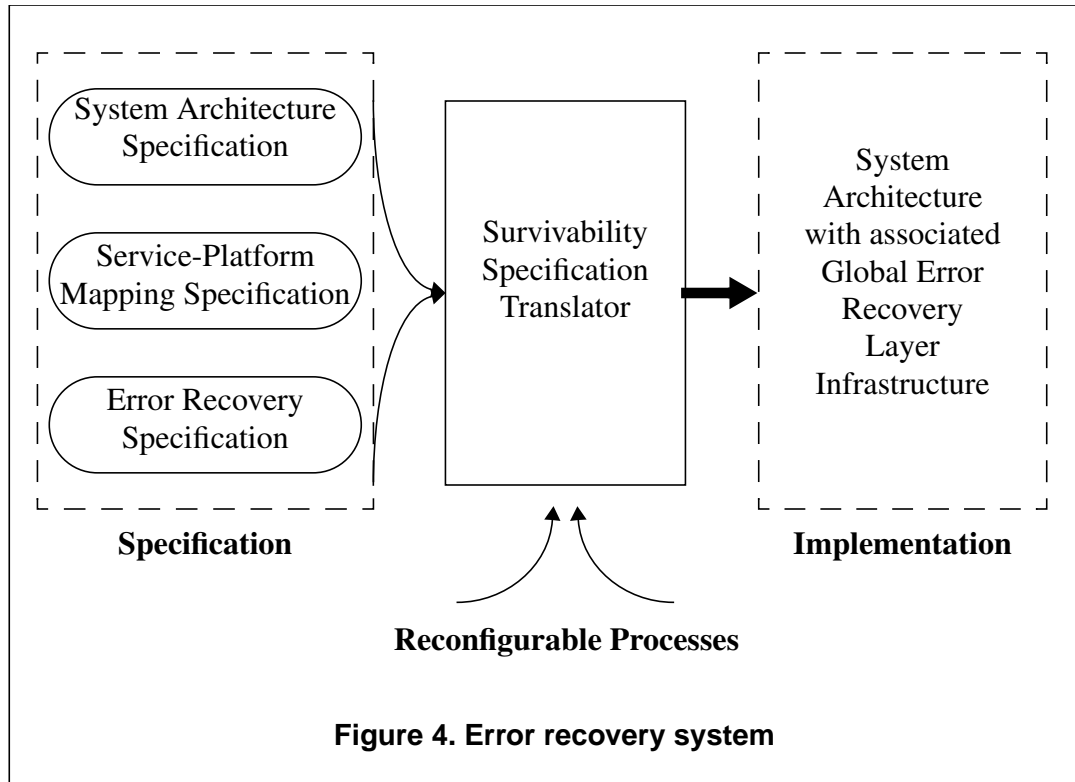 System Architecture
Specification
Service-Platform
Mapping Specification
Error Recovery
Specification
Specification
Survivability
Specification
Translator
System
Architecture
with associated
Global Error
Recovery
Layer
Infrastructure
Implementation
Reconfigurable Processes
Figure 4. Error recovery system